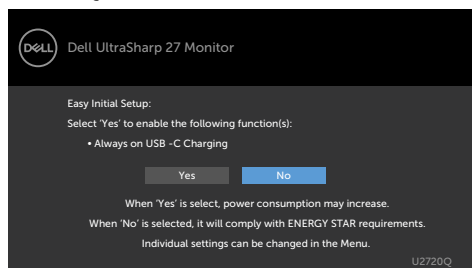 DELL Dell UltraSharp 27 Monitor
Easy Initial Setup:
Select ‘Yes’ to enable the following function(s):
• Always on USB -C Charging
Yes No
When ‘Yes’ is select, power consumption may increase.
When ‘No’ is selected, it will comply with ENERGY STAR requirements.
Individual settings can be changed in the Menu.
U2720Q